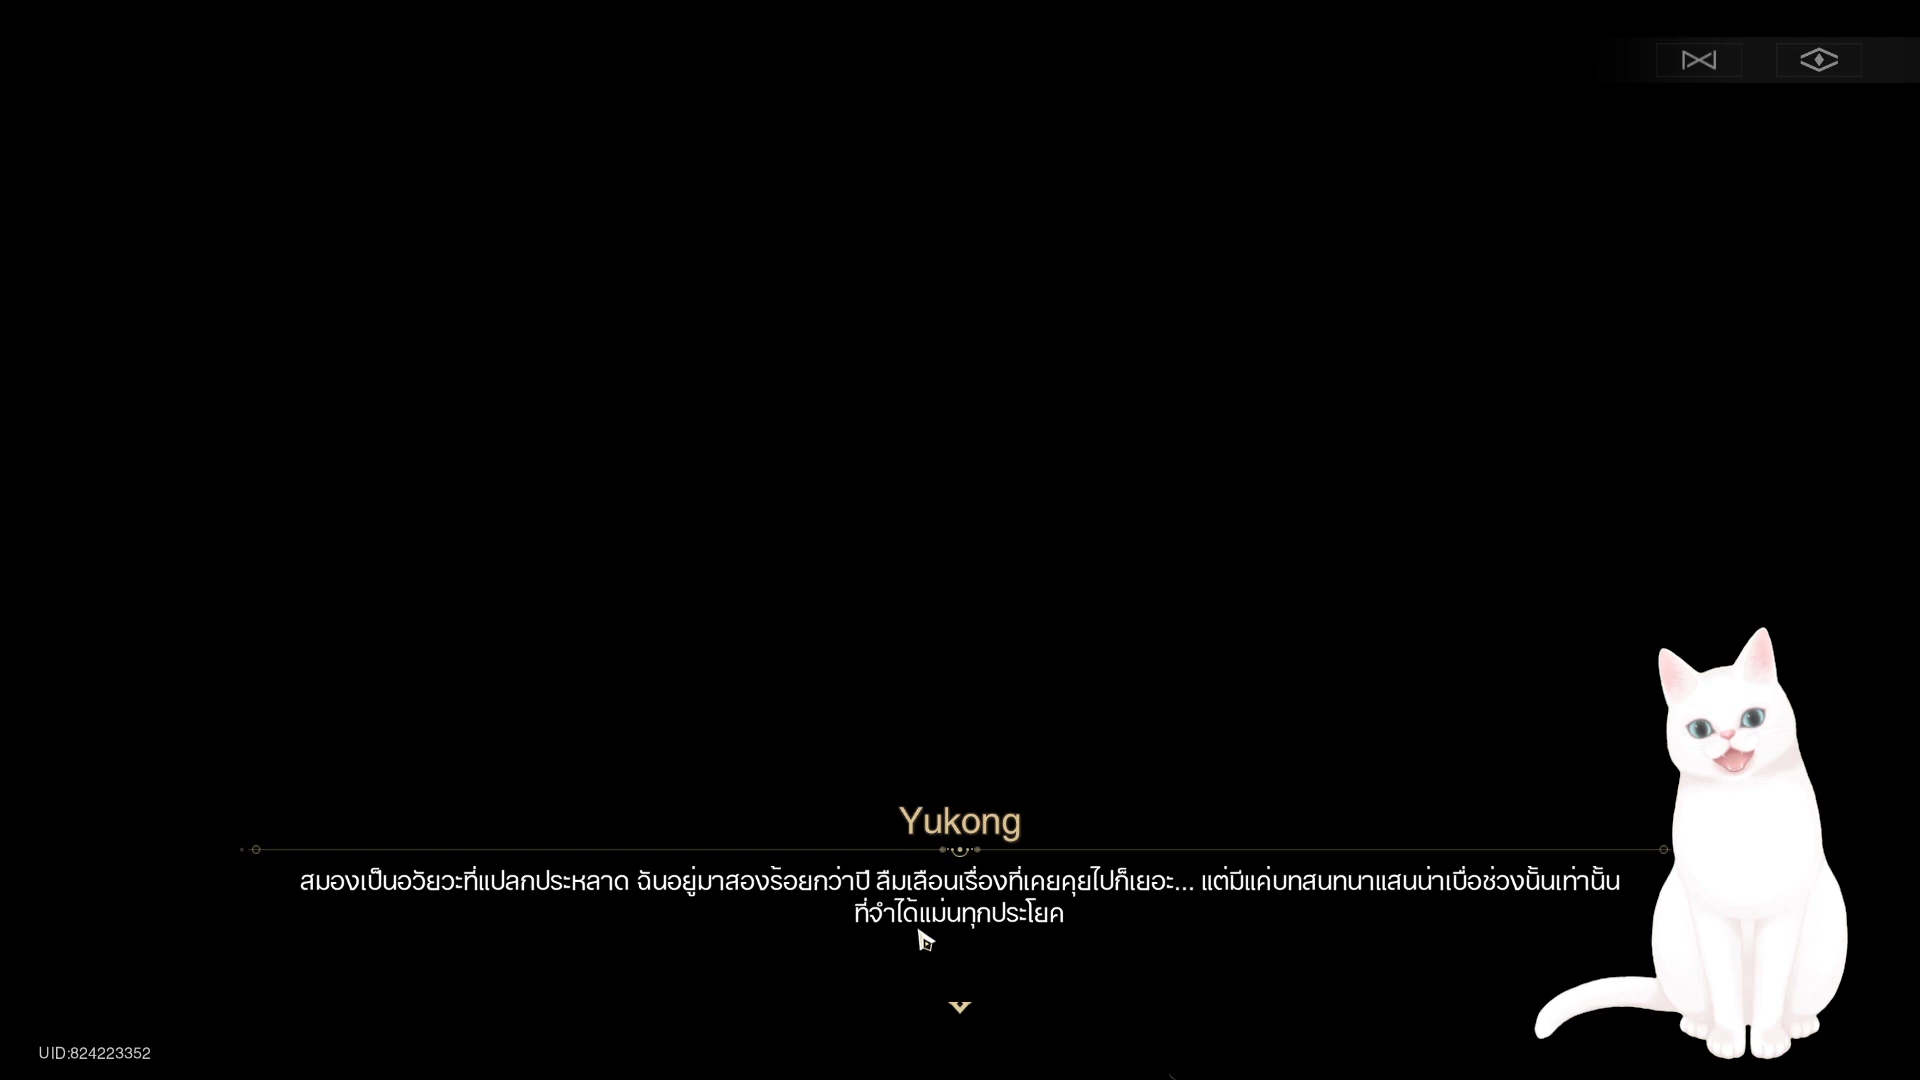 Yukong
สมองเป็นอวัยวะที่แปลกประหลาด ฉันอยู่มาสองร้อยกว่าปี ลืมเลือนเรื่องที่เคยคุยไปก็เยอะ... แต่มีแค่บทสนทนาแสนน่าเบื่อช่วงนั้นเท่านั้น
ที่จำได้แม่นทุกประโยค
UID:824223352